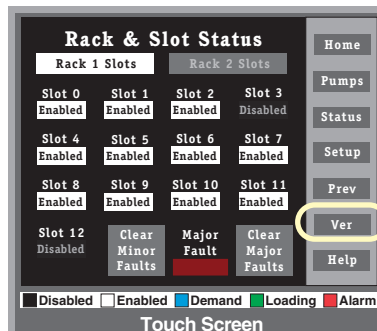 Rack & Slot Status
Rack 1 Slots Rack 2 Slots
Slot 0 Slot 1 Slot 2 Slot 3
Enabled Enabled Enabled Disabled
Slot 4 Slot 5 Slot 6 Slot 7
Enabled Enabled Enabled Enabled
Slot 8 Slot 9 Slot 10 Slot 11
Enabled Enabled Enabled Enabled
Slot 12
Disabled
Clear
Minor
Faults
Major
Fault
Clear
Major
Faults
Home
Pumps
Status
Setup
Prev
Ver
Help
Disabled Enabled Demand Loading Alarm
Touch Screen